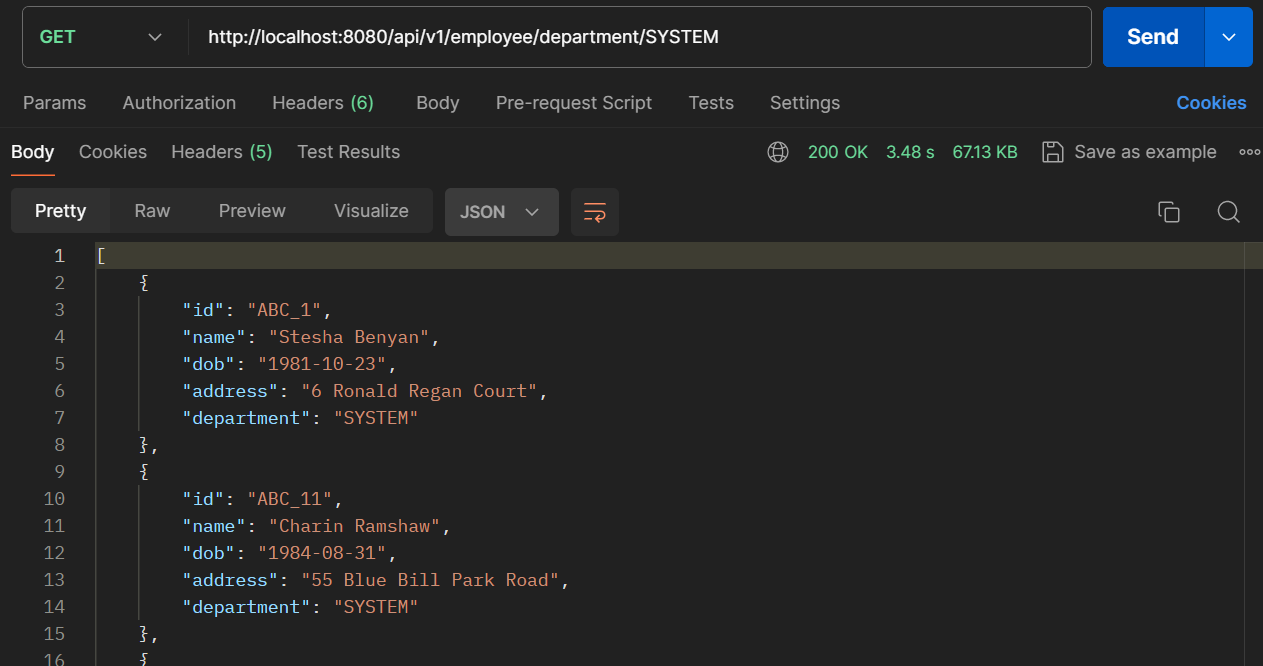 GET http://localhost:8080/api/v1/employee/department/SYSTEM Send
Params Authorization Headers (6) Body Pre-request Script Tests Settings Cookies
Body Cookies Headers (5) Test Results 200 OK 3.48 s 67.13 KB Save as example
Pretty Raw Preview Visualize JSON
1 [
2 {
3 "id": "ABC_1",
4 "name": "Stesha Benyan",
5 "dob": "1981-10-23",
6 "address": "6 Ronald Regan Court",
7 "department": "SYSTEM"
8 },
9 {
10 "id": "ABC_11",
11 "name": "Charin Ramshaw",
12 "dob": "1984-08-31",
13 "address": "55 Blue Bill Park Road",
14 "department": "SYSTEM"
15 },
16 {